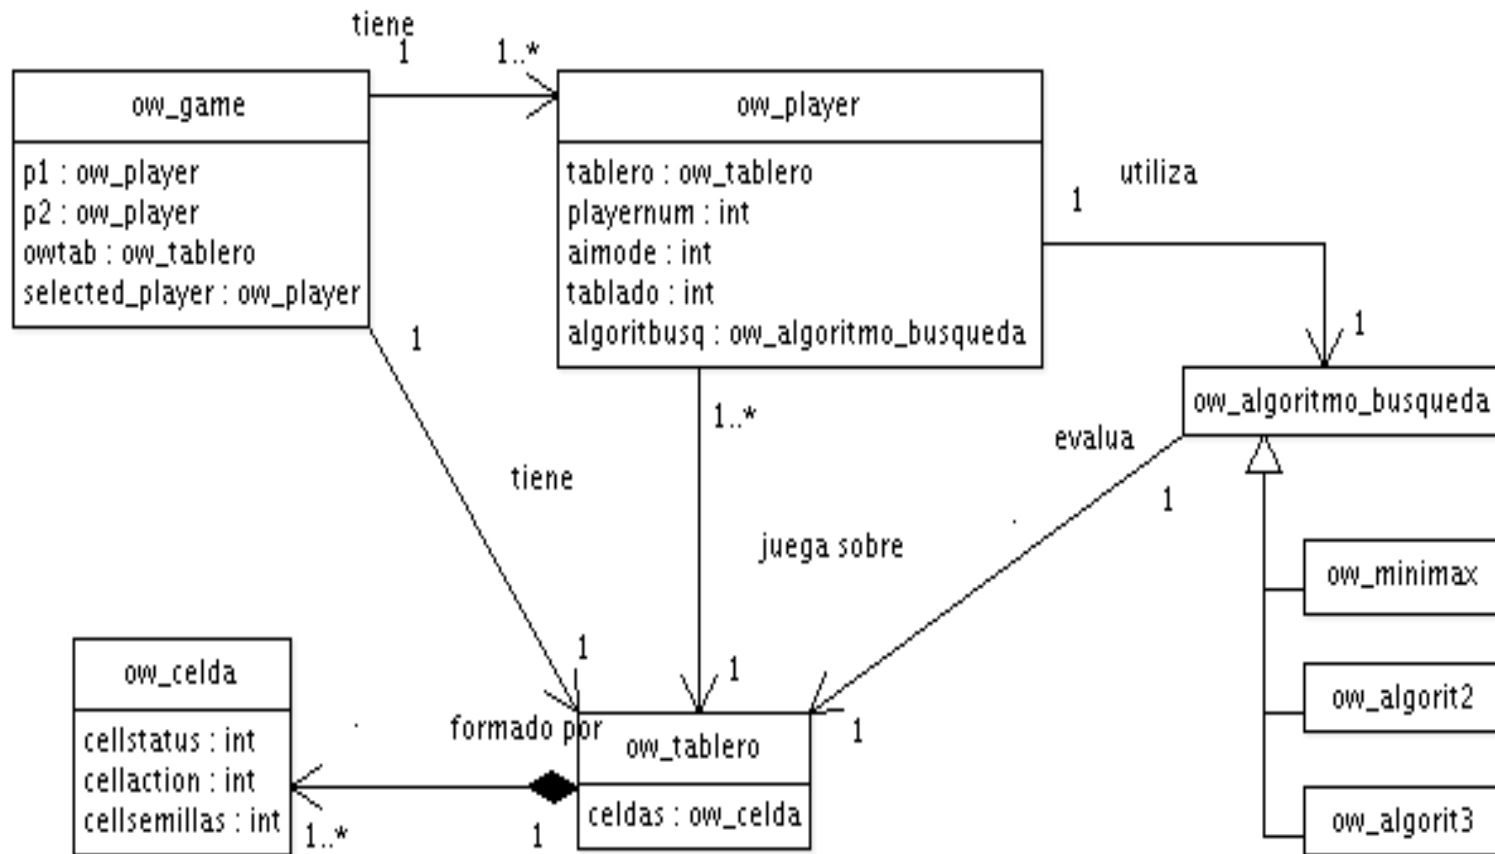 tiene
1
1..*
ow_game
p1 : ow_player
p2 : ow_player
owtab : ow_tablero
selected_player : ow_player
ow_player
tablero : ow_tablero
playernum : int
aimode : int
tablado : int
algoritbusq : ow_algoritmo_busqueda
utiliza
1
1
1
1..*
ow_algoritmo_busqueda
evalua
1
tiene
juega sobre
ow_minimax
ow_algorit2
ow_algorit3
1
1
1
ow_celda
cellstatus : int
cellaction : int
cellsemillas : int
formado por
1..*
1
ow_tablero
celdas : ow_celda